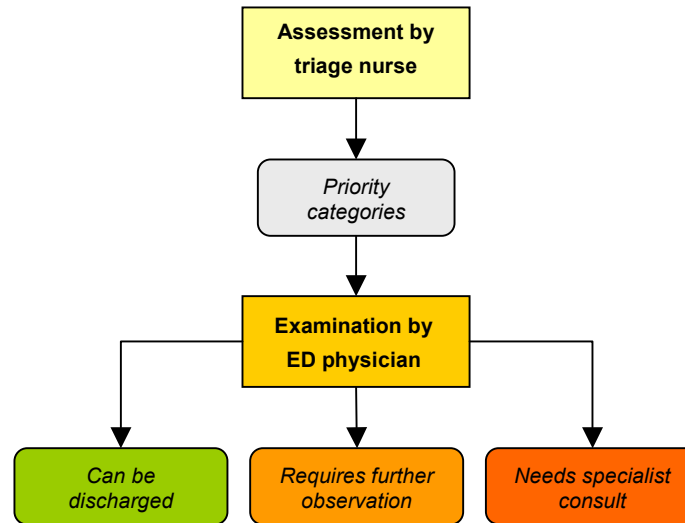 Assessment by
triage nurse
Priority
categories
Examination by
ED physician
Can be
discharged
Requires further
observation
Needs specialist
consult